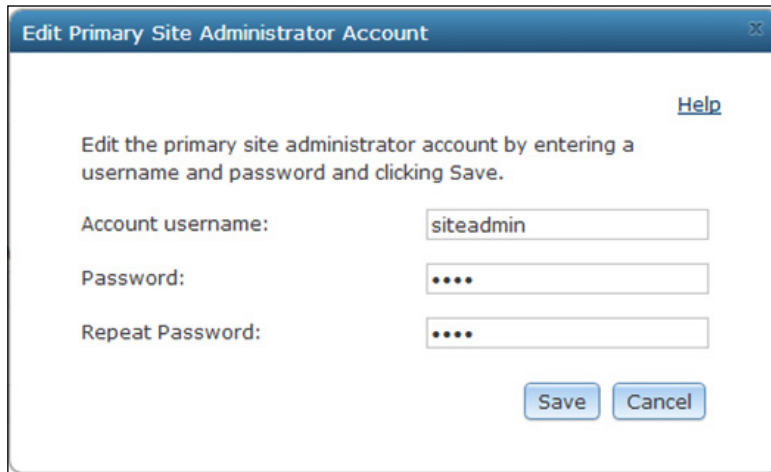 Edit Primary Site Administrator Account
Help
Edit the primary site administrator account by entering a
username and password and clicking Save.
Account username: siteadmin
Password: ••••
Repeat Password: ••••
Save Cancel